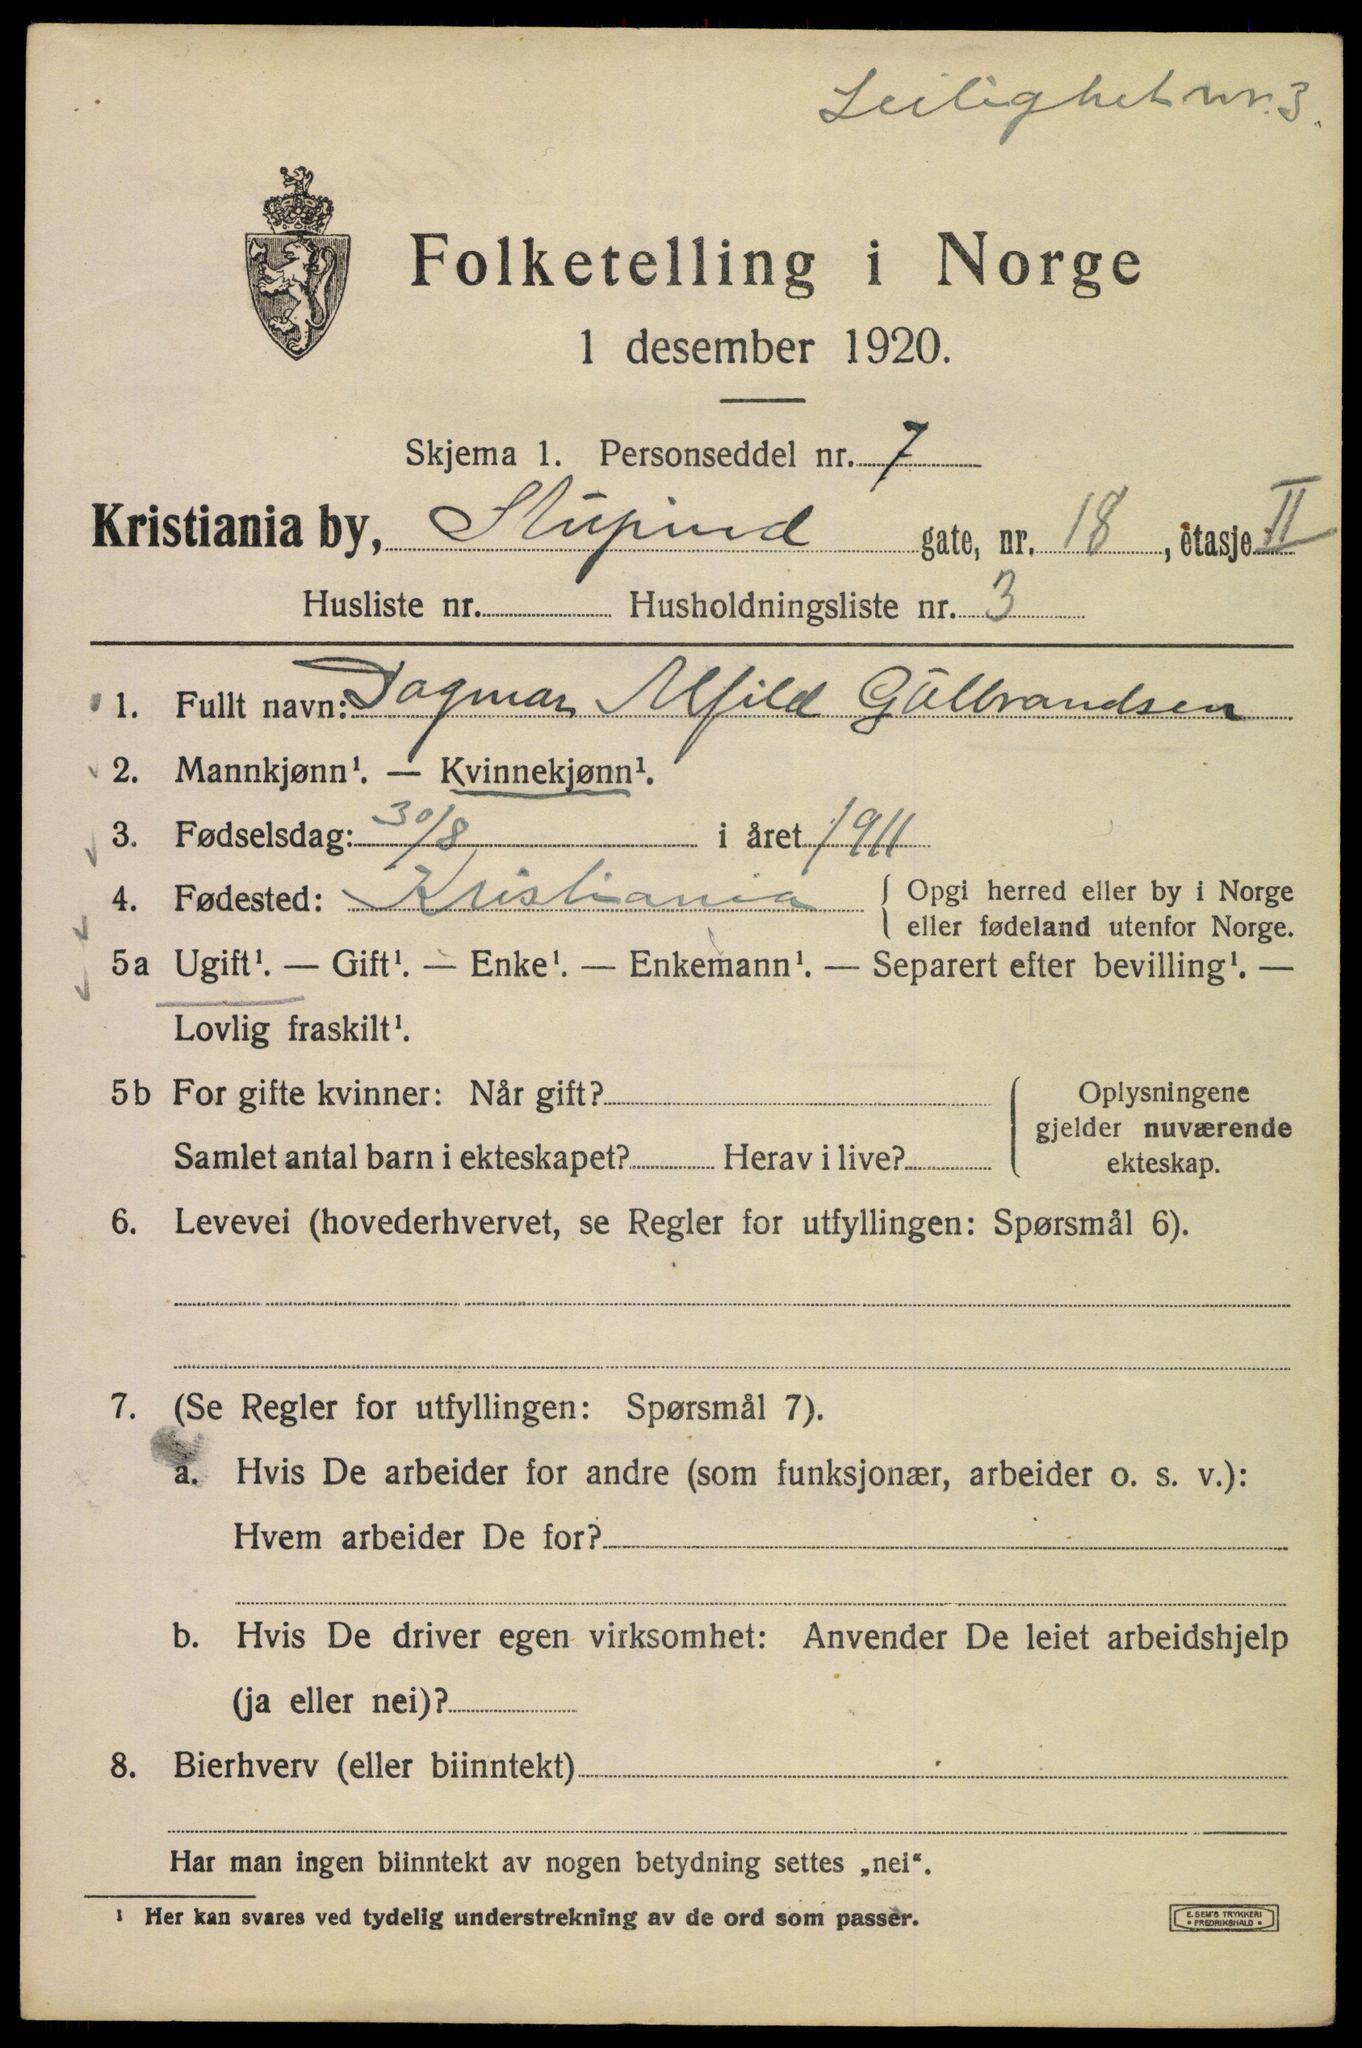 Leilighet nr. 3.
Folketelling i Norge
1 desember 1920.
Skjema 1. Personseddel nr. 7
Kristiania by, Stupind gate, nr. 18, etasje II
Husliste nr. Husholdningsliste nr. 3
1. Fullt navn: Dagmar Alfild Gulbrandsen
2. Mannkjønn¹. — Kvinnekjønn¹.
3. Fødselsdag: 30/8 i året 1911
4. Fødested: Kristiania { Opgi herred eller by i Norge
eller fødeland utenfor Norge.
5a Ugift¹. — Gift¹. — Enke¹. — Enkemann¹. — Separert efter bevilling¹. —
Lovlig fraskilt¹.
5b For gifte kvinner: Når gift?
Samlet antal barn i ekteskapet? Herav i live?
Oplysningene
gjelder nuværende
ekteskap.
6. Levevei (hovederhvervet, se Regler for utfyllingen: Spørsmål 6).
7. (Se Regler for utfyllingen: Spørsmål 7).
a. Hvis De arbeider for andre (som funksjonær, arbeider o. s. v.):
Hvem arbeider De for?
b. Hvis De driver egen virksomhet: Anvender De leiet arbeidshjelp
(ja eller nei)?
8. Bierhverv (eller biinntekt)
Har man ingen biinntekt av nogen betydning settes „nei“.
¹ Her kan svares ved tydelig understrekning av de ord som passer.
E. SEM'S TRYKKERI
• FREDRIKSHALD •